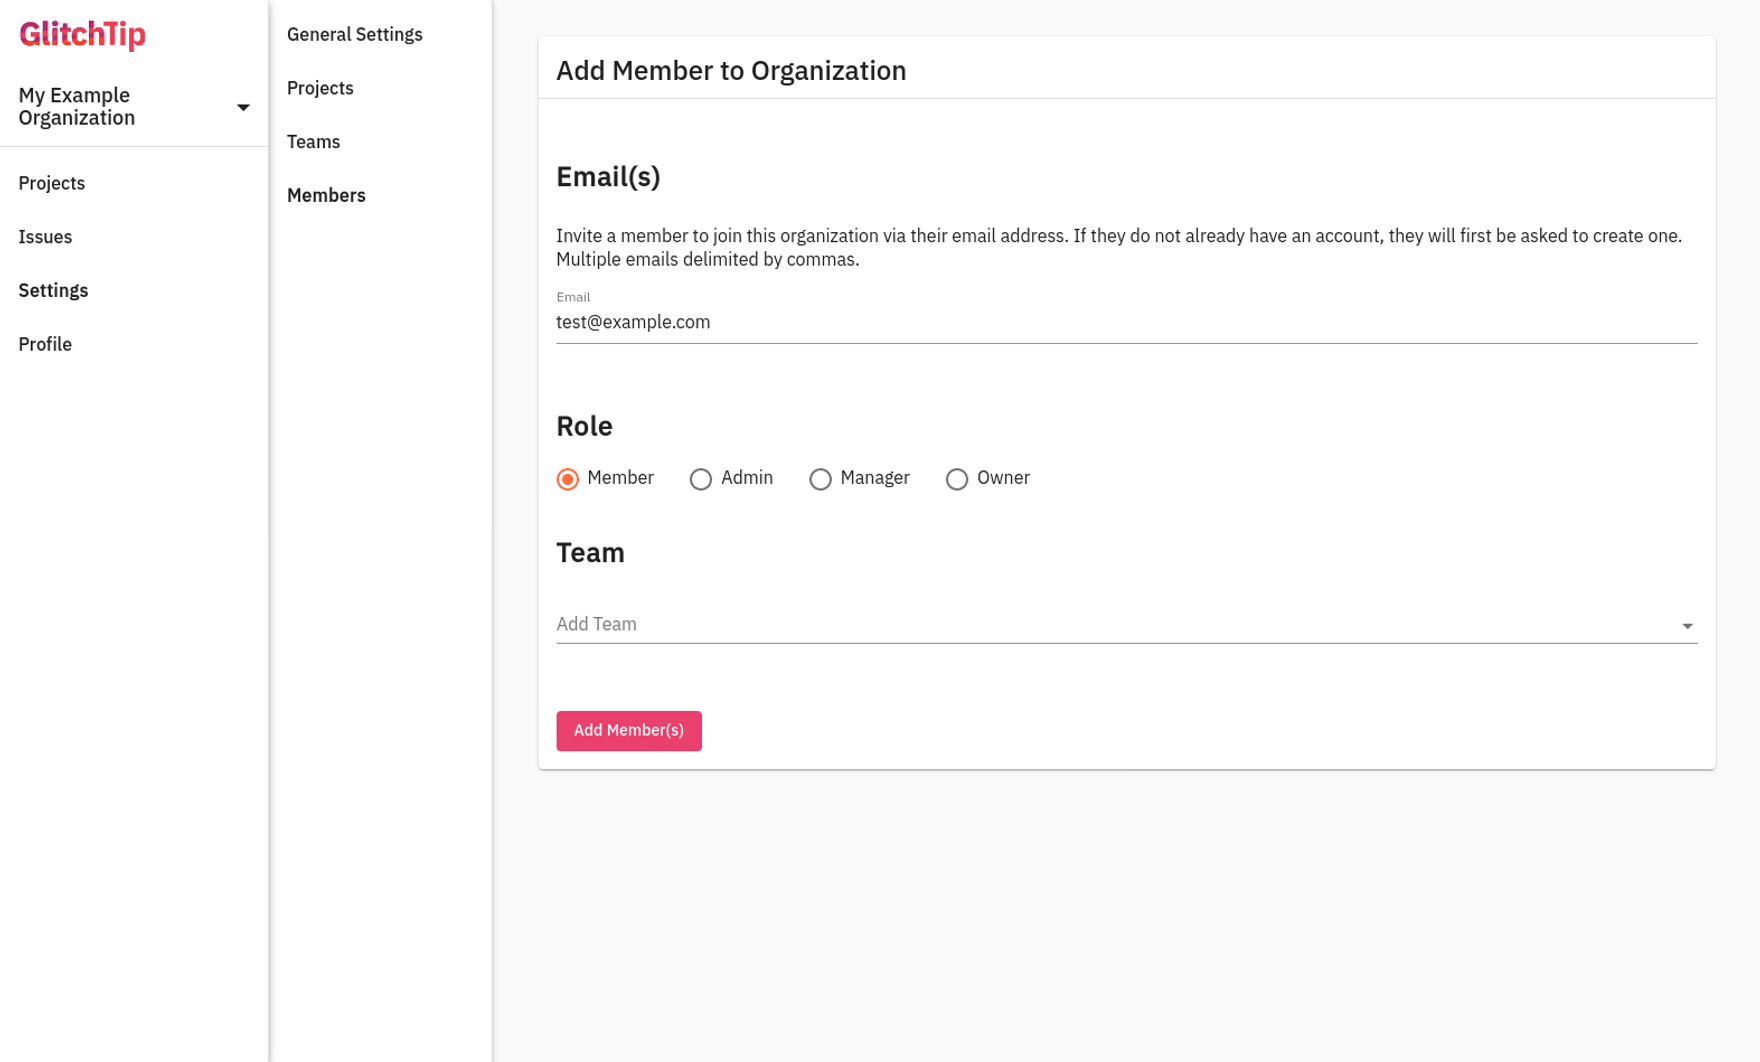 GlitchTip
My Example
Organization
Projects
Issues
Settings
Profile
General Settings
Projects
Teams
Members
Add Member to Organization
Email(s)
Invite a member to join this organization via their email address. If they do not already have an account, they will first be asked to create one.
Multiple emails delimited by commas.
Email
test@example.com
Role
Member Admin Manager Owner
Team
Add Team
Add Member(s)